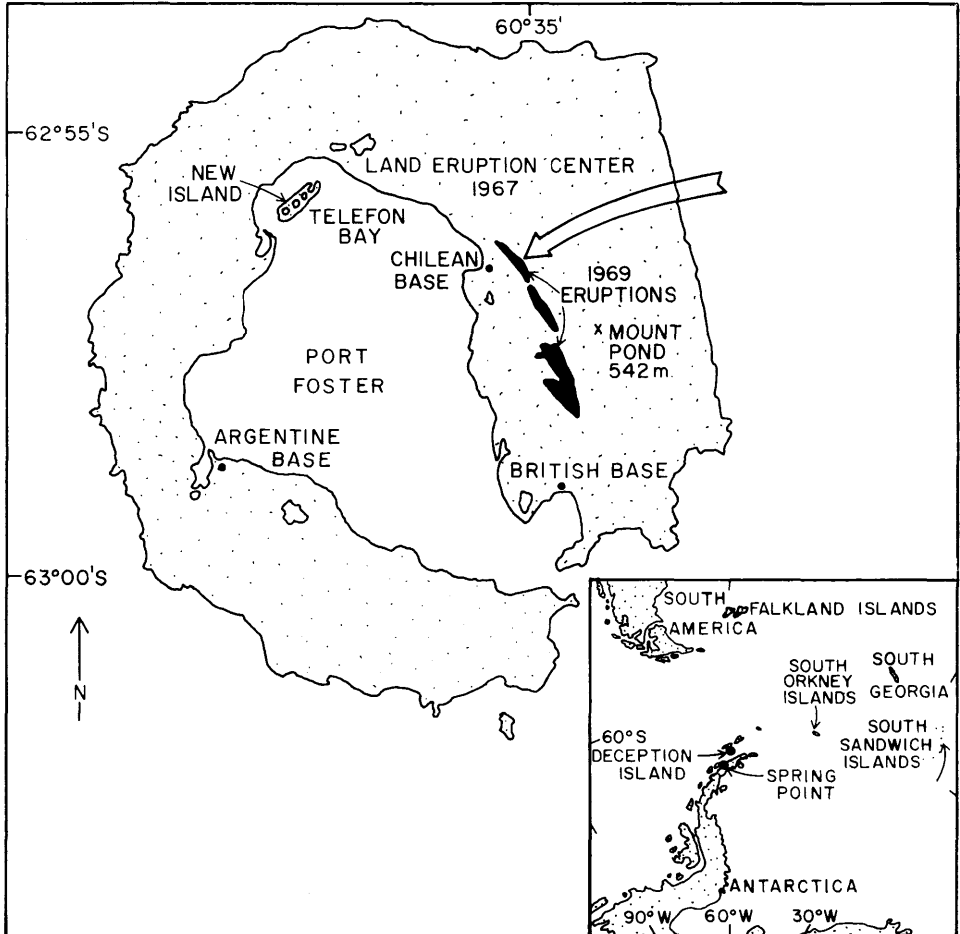 60°35'
62°55'S
NEW
ISLAND
LAND ERUPTION CENTER
1967
TELEFON
BAY
CHILEAN
BASE
1969
ERUPTIONS
x MOUNT
POND
542 m.
PORT
FOSTER
ARGENTINE
BASE
BRITISH BASE
63°00'S
N
SOUTH
AMERICA
FALKLAND ISLANDS
SOUTH
ORKNEY
ISLANDS
SOUTH
GEORGIA
SOUTH
SANDWICH
ISLANDS
60°S
DECEPTION
ISLAND
SPRING
POINT
ANTARCTICA
90°W 60°W 30°W